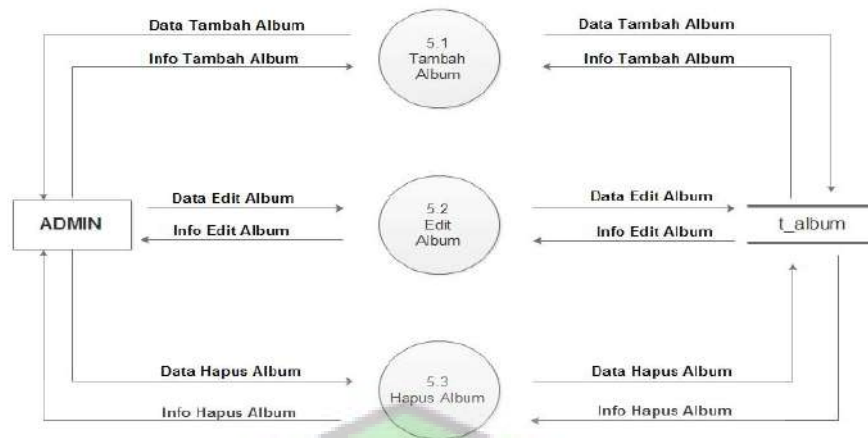 Data Tambah Album
Info Tambah Album
5.1
Tambah
Album
Data Tambah Album
Info Tambah Album
ADMIN
Data Edit Album
Info Edit Album
5.2
Edit
Album
Data Edit Album
Info Edit Album
t_album
Data Hapus Album
Info Hapus Album
5.3
Hapus Album
Data Hapus Album
Info Hapus Album